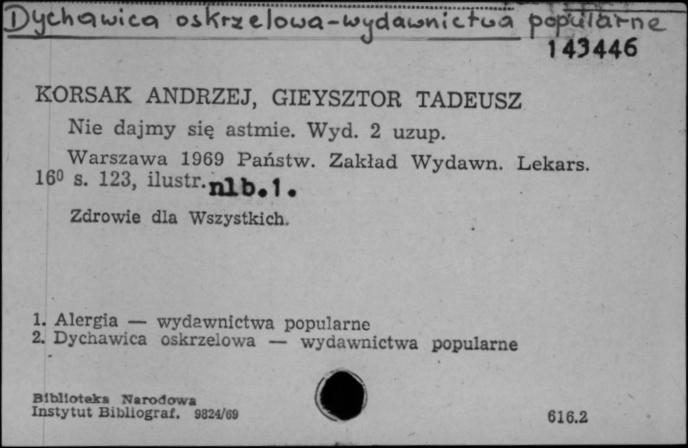 Dychawica oskrzelowa-wydawnictwa popularne
143446
KORSAK ANDRZEJ, GIEYSZTOR TADEUSZ
Nie dajmy się astmie. Wyd. 2 uzup.
Warszawa 1969 Państw. Zakład Wydawn. Lekars.
16⁰ s. 123, ilustr. nlb.1.
Zdrowie dla Wszystkich.
1. Alergia — wydawnictwa popularne
2. Dychawica oskrzelowa — wydawnictwa popularne
Biblioteka Narodowa
Instytut Bibliograf. 9824/69
616.2